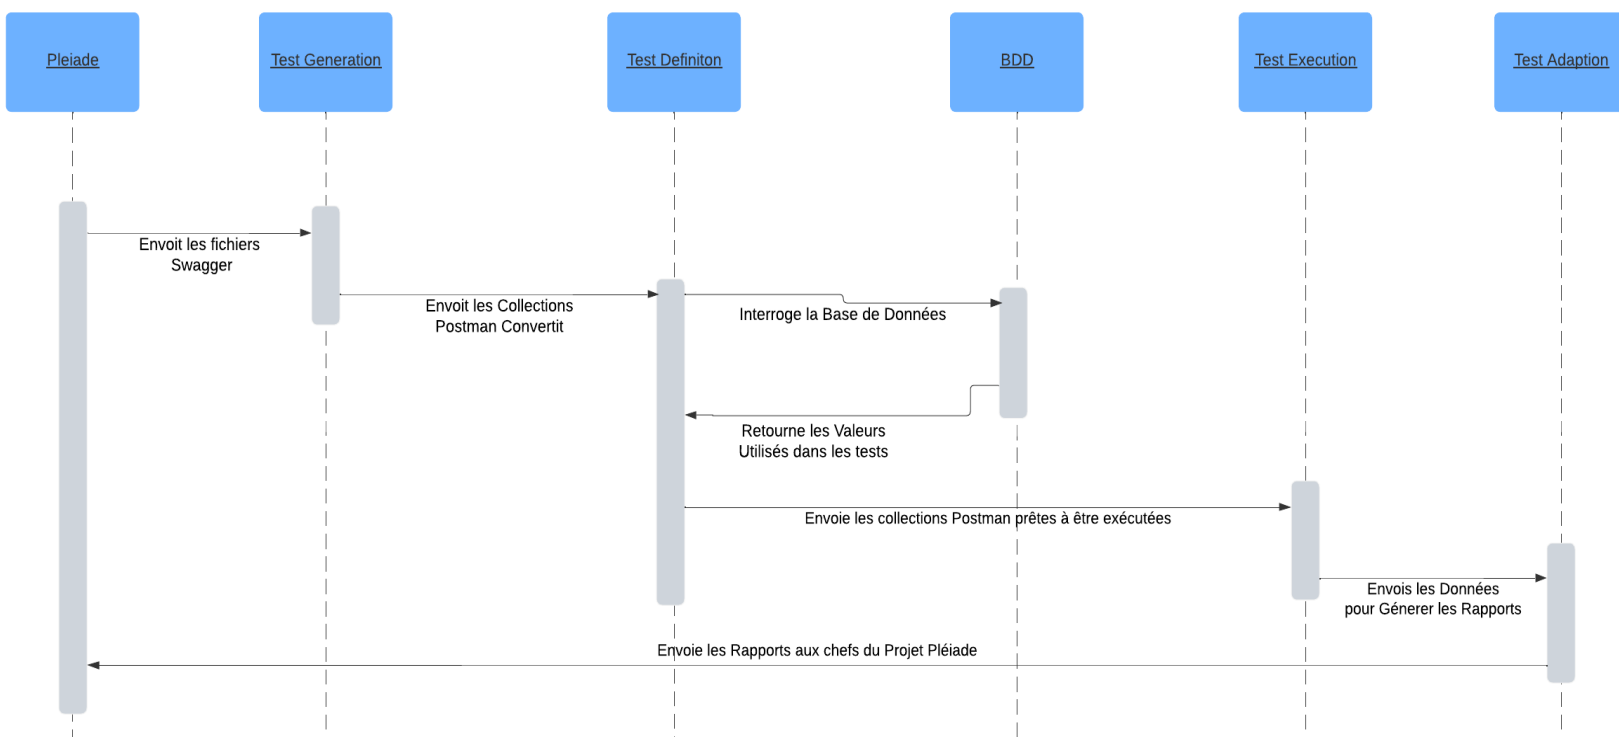 Pleiade
Test Generation
Test Definiton
BDD
Test Execution
Test Adaption
Envoit les fichiers
Swagger
Envoit les Collections
Postman Convertit
Interroge la Base de Données
Retourne les Valeurs
Utilisés dans les tests
Envoie les collections Postman prêtes à être exécutées
Envois les Données
pour Génerer les Rapports
Envoie les Rapports aux chefs du Projet Pléiade